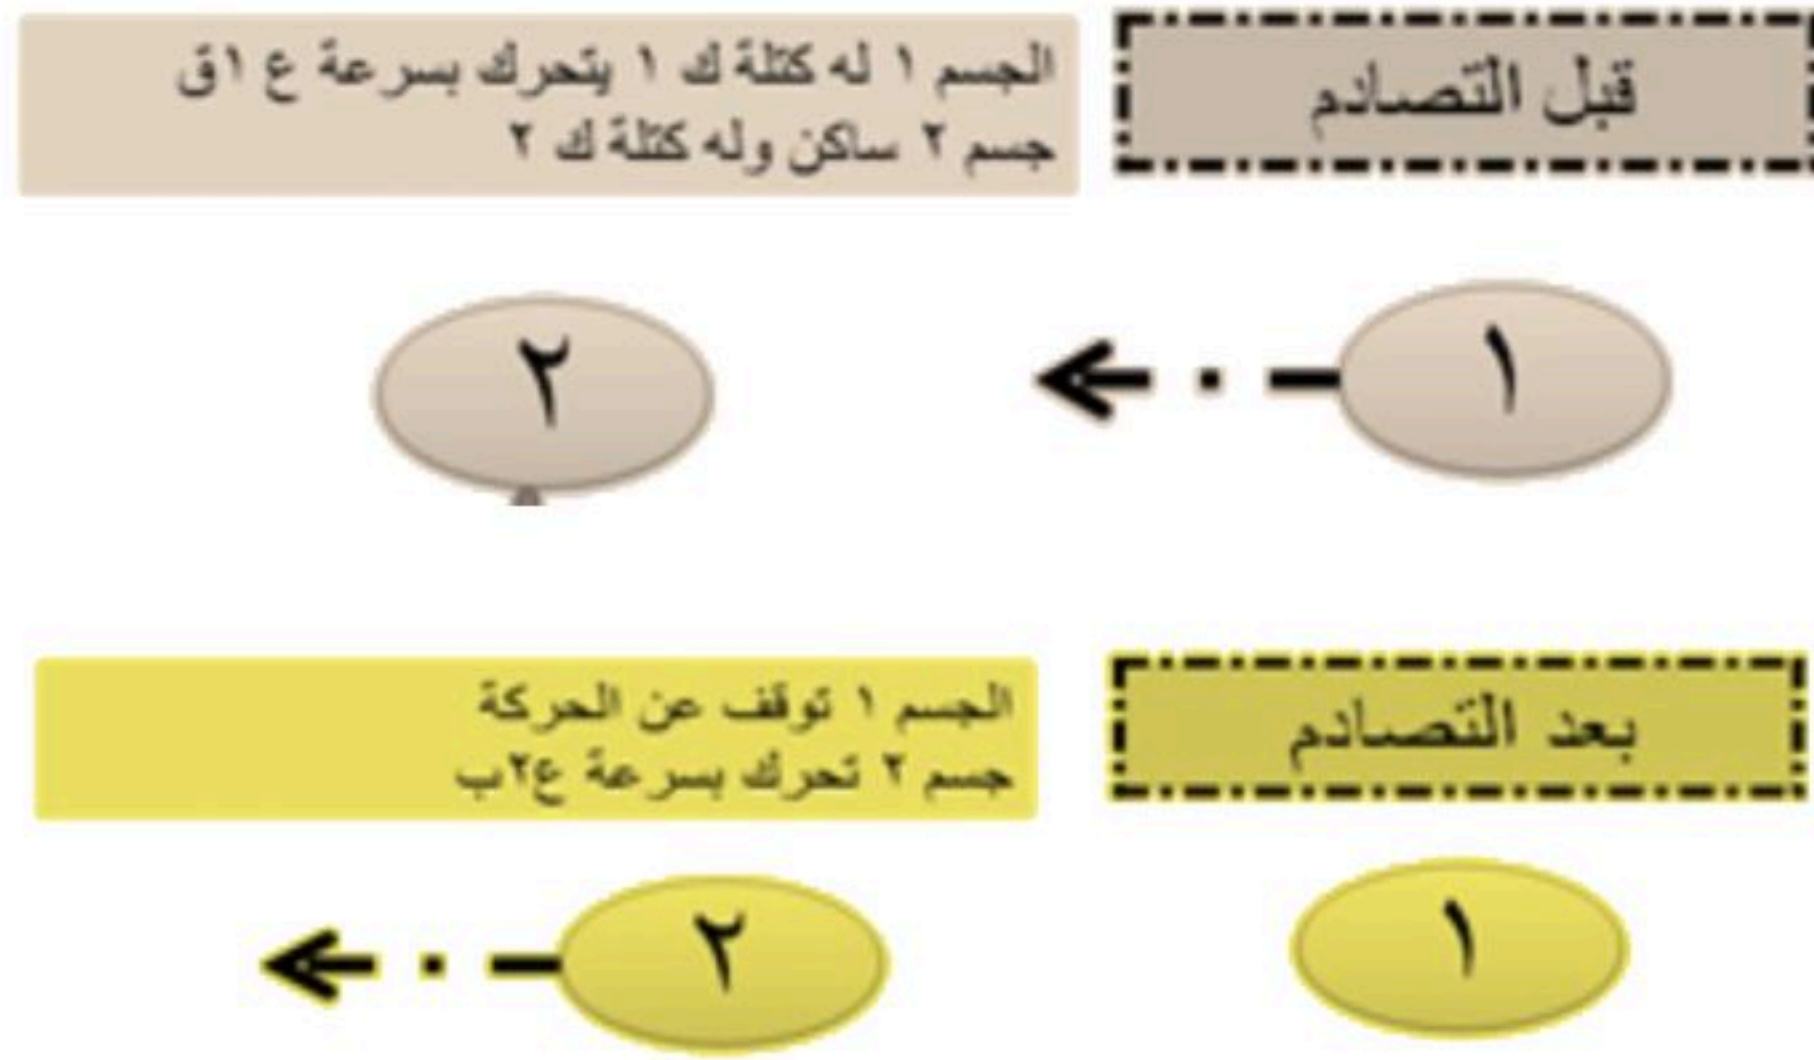 قبل التصادم
الجسم ١ له كتلة ك ١ يتحرك بسرعة ع ١ق
جسم ٢ ساكن وله كتلة ك ٢
١
٢
بعد التصادم
الجسم ١ توقف عن الحركة
جسم ٢ تحرك بسرعة ع٢ب
١
٢